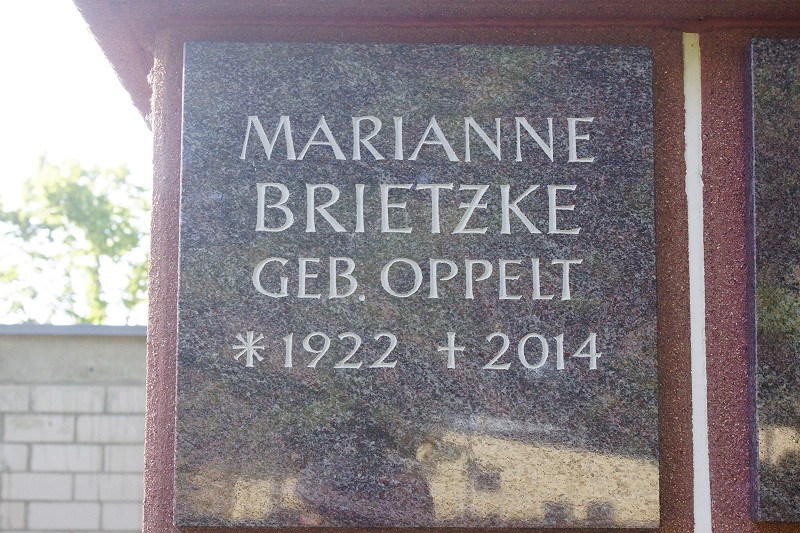 MARIANNE
BRIETZKE
GEB. OPPELT
* 1922 † 2014